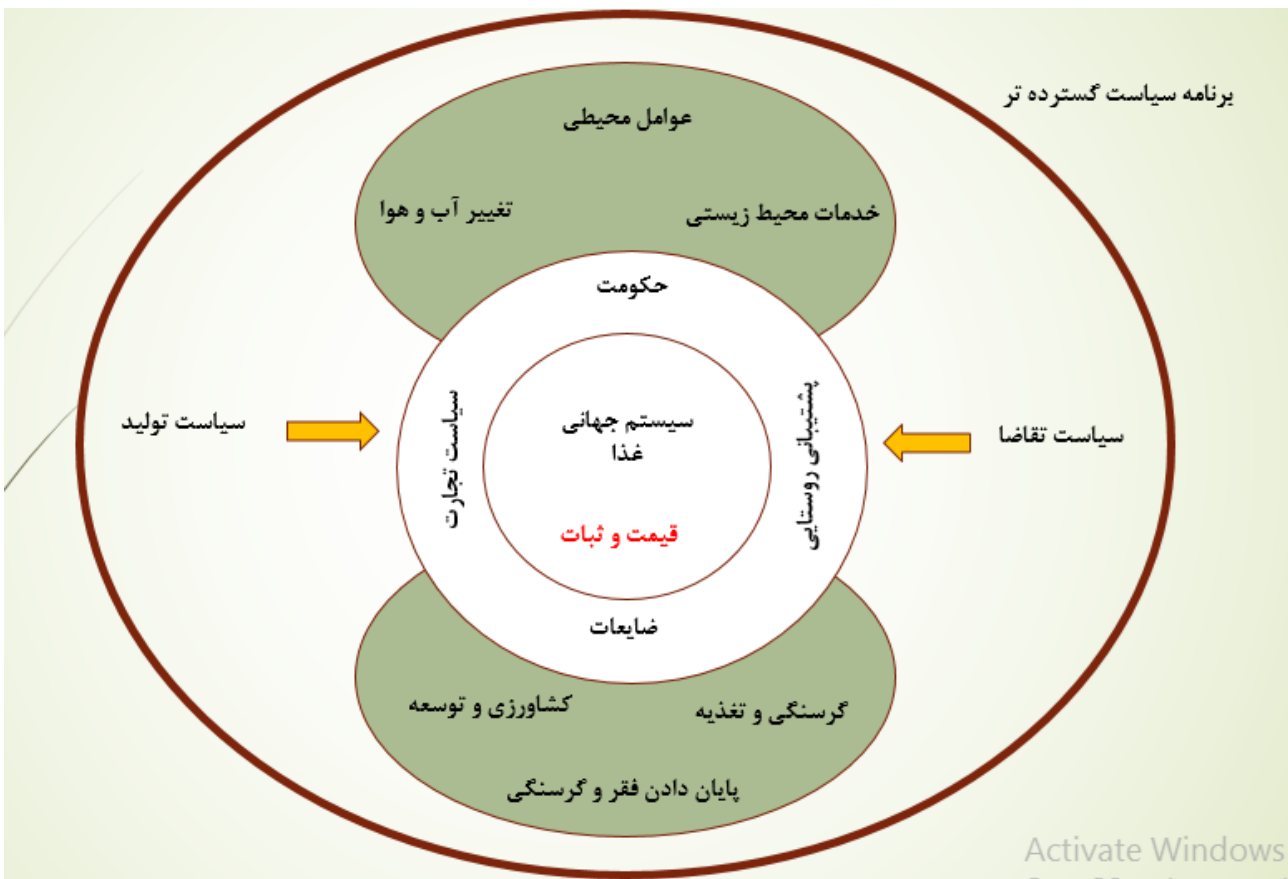 برنامه سیاست گسترده تر
عوامل محیطی
خدمات محیط زیستی
تغییر آب و هوا
حکومت
سیاست تقاضا
پشتیبانی روستایی
سیستم جهانی
غذا
قیمت و ثبات
سیاست تجارت
سیاست تولید
ضایعات
گرسنگی و تغذیه
کشاورزی و توسعه
پایان دادن فقر و گرسنگی
Activate Windows